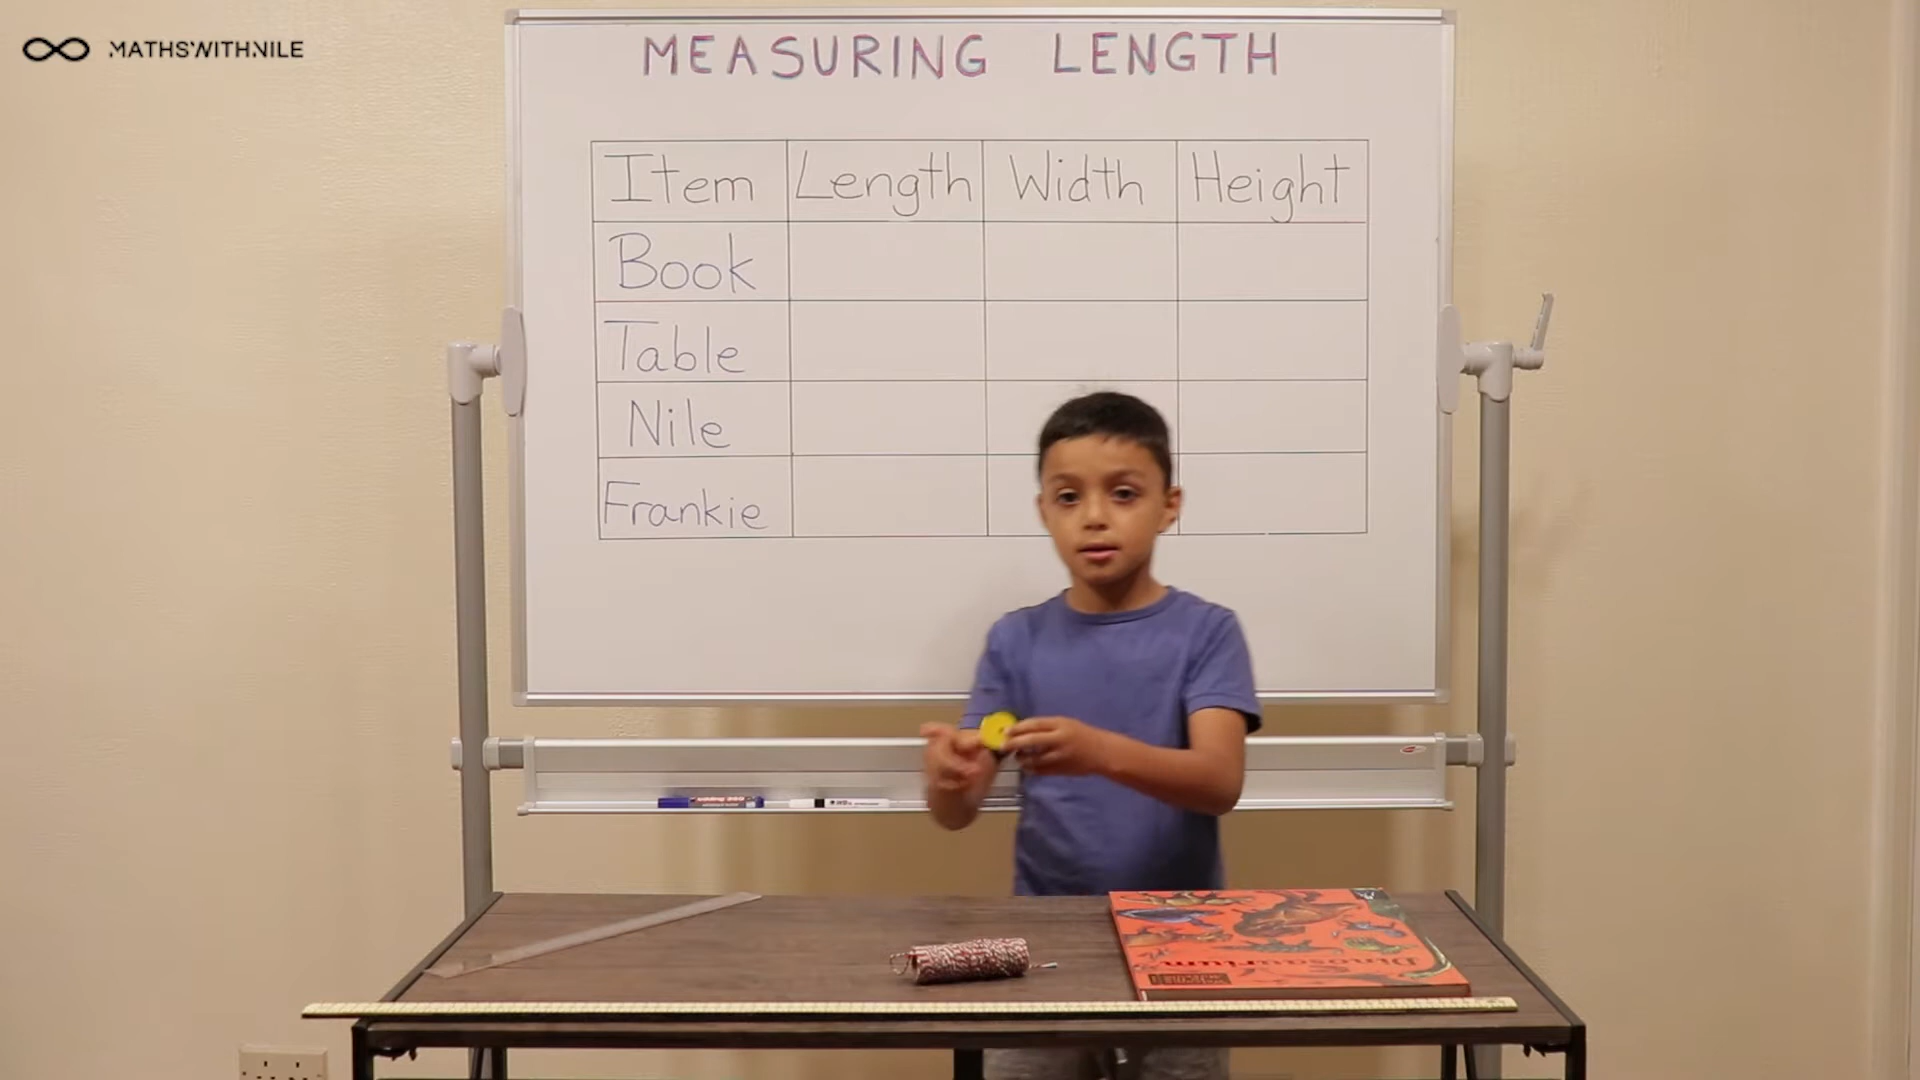 MATHSWITHNILE
MEASURING LENGTH
Item Length Width Height
Book
Table
Nile
Frankie
Dinosaurium